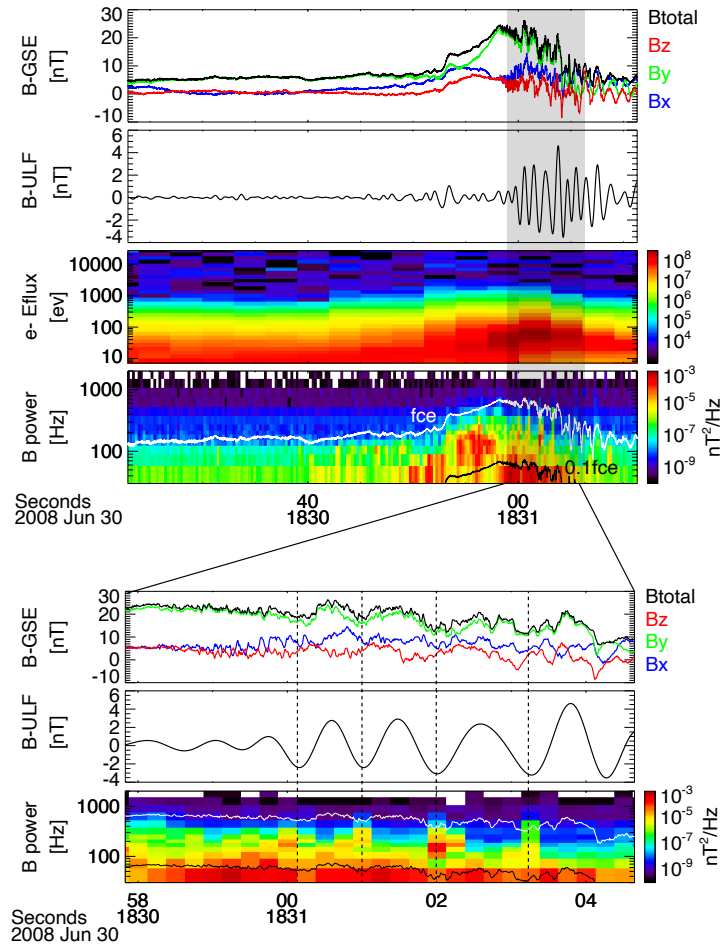 B-GSE
[nT]
30
20
10
0
-10
Btotal
Bz
By
Bx
B-ULF
[nT]
6
4
2
0
-2
-4
e- Eflux
[ev]
10000
1000
100
10
10^8
10^7
10^6
10^5
10^4
B power
[Hz]
1000
100
fce
0.1fce
10^-3
10^-5
10^-7
10^-9
nT^2/Hz
Seconds
2008 Jun 30
40 00
1830 1831
B-GSE
[nT]
30
20
10
0
-10
Btotal
Bz
By
Bx
B-ULF
[nT]
6
4
2
0
-2
-4
B power
[Hz]
1000
100
10^-3
10^-5
10^-7
10^-9
nT^2/Hz
58 00 02 04
1830 1831
Seconds
2008 Jun 30